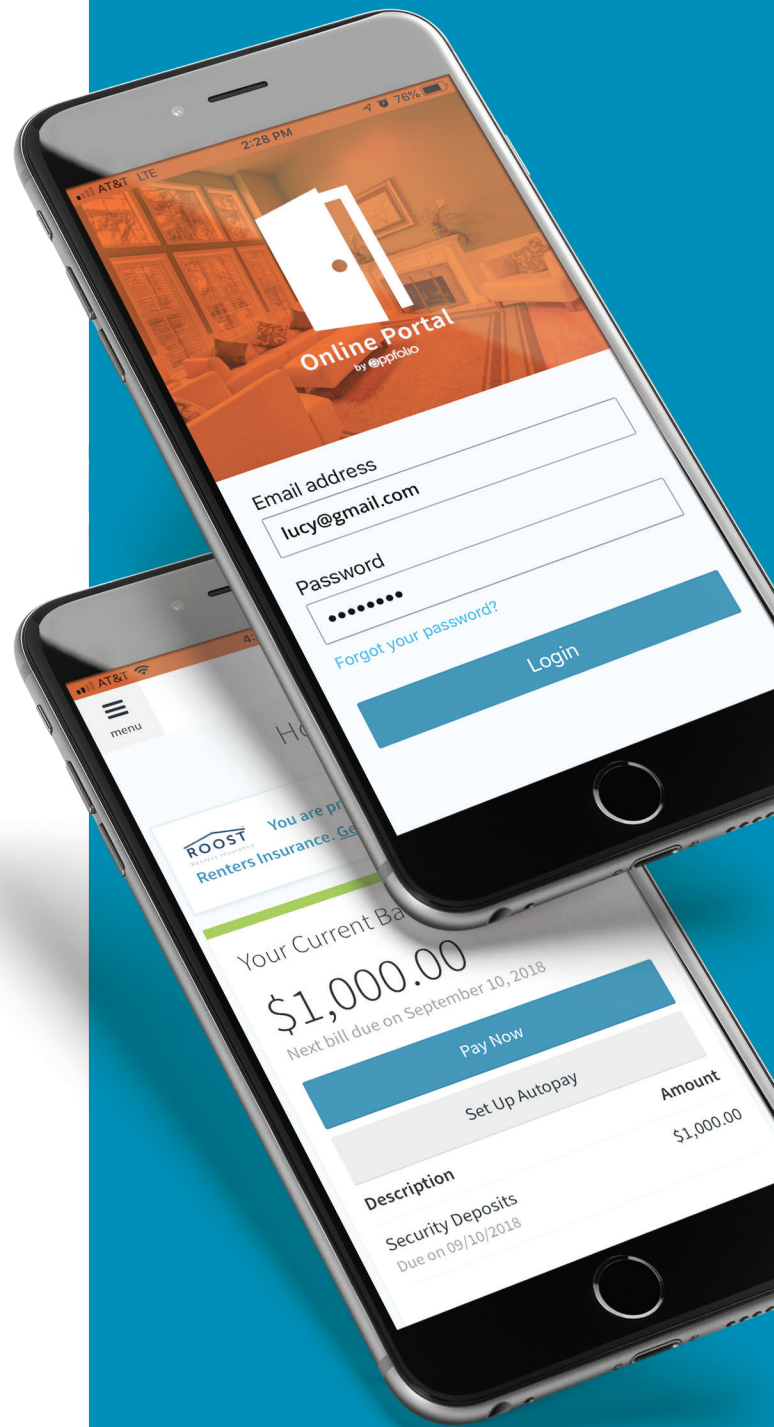 AT&T LTE 2:28 PM 76%
Online Portal
by appfolio
Email address
lucy@gmail.com
Password
••••••••
Forgot your password?
Login
AT&T
menu
ROOST
Renters Insurance
You are
Renters Insurance.
Your Current
$1,000.00
Next bill due on September 10, 2018
Pay Now
Set Up Autopay
Description Amount
Security Deposits $1,000.00
Due on 09/10/2018